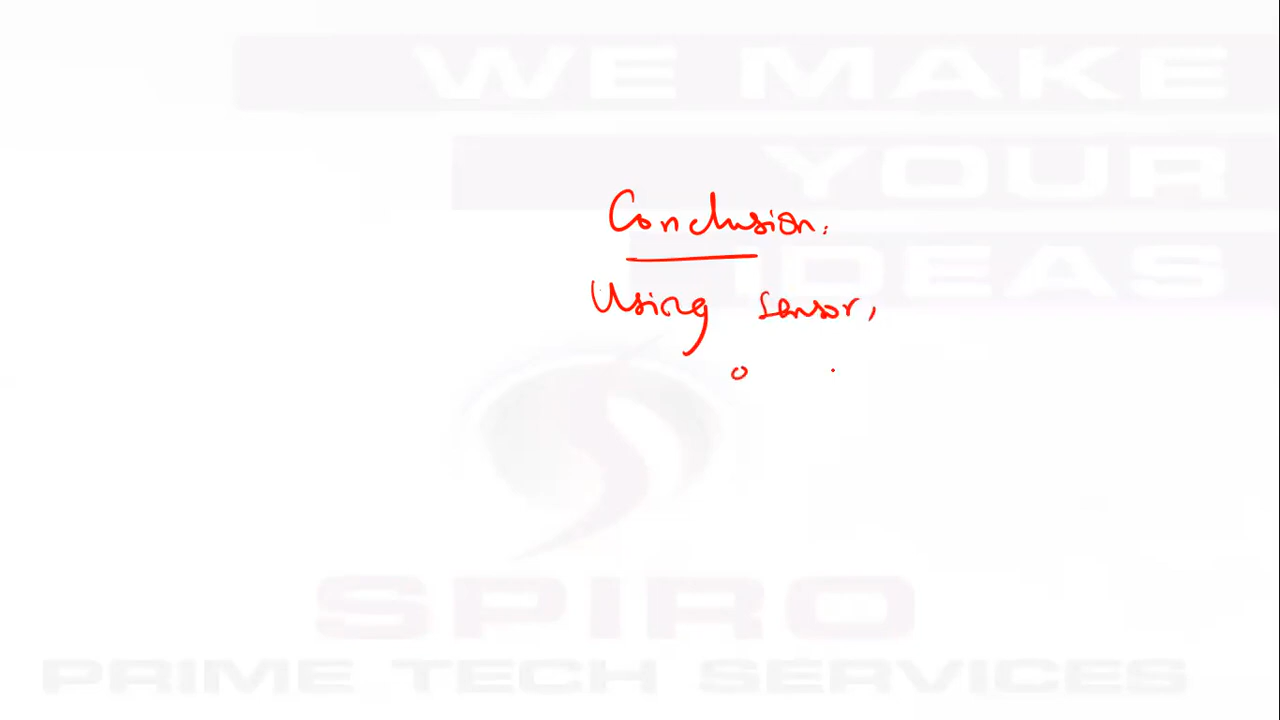 WE MAKE
YOUR
IDEAS
Conclusion:
Using sensor,
o
SPIRO
PRIME TECH SERVICES